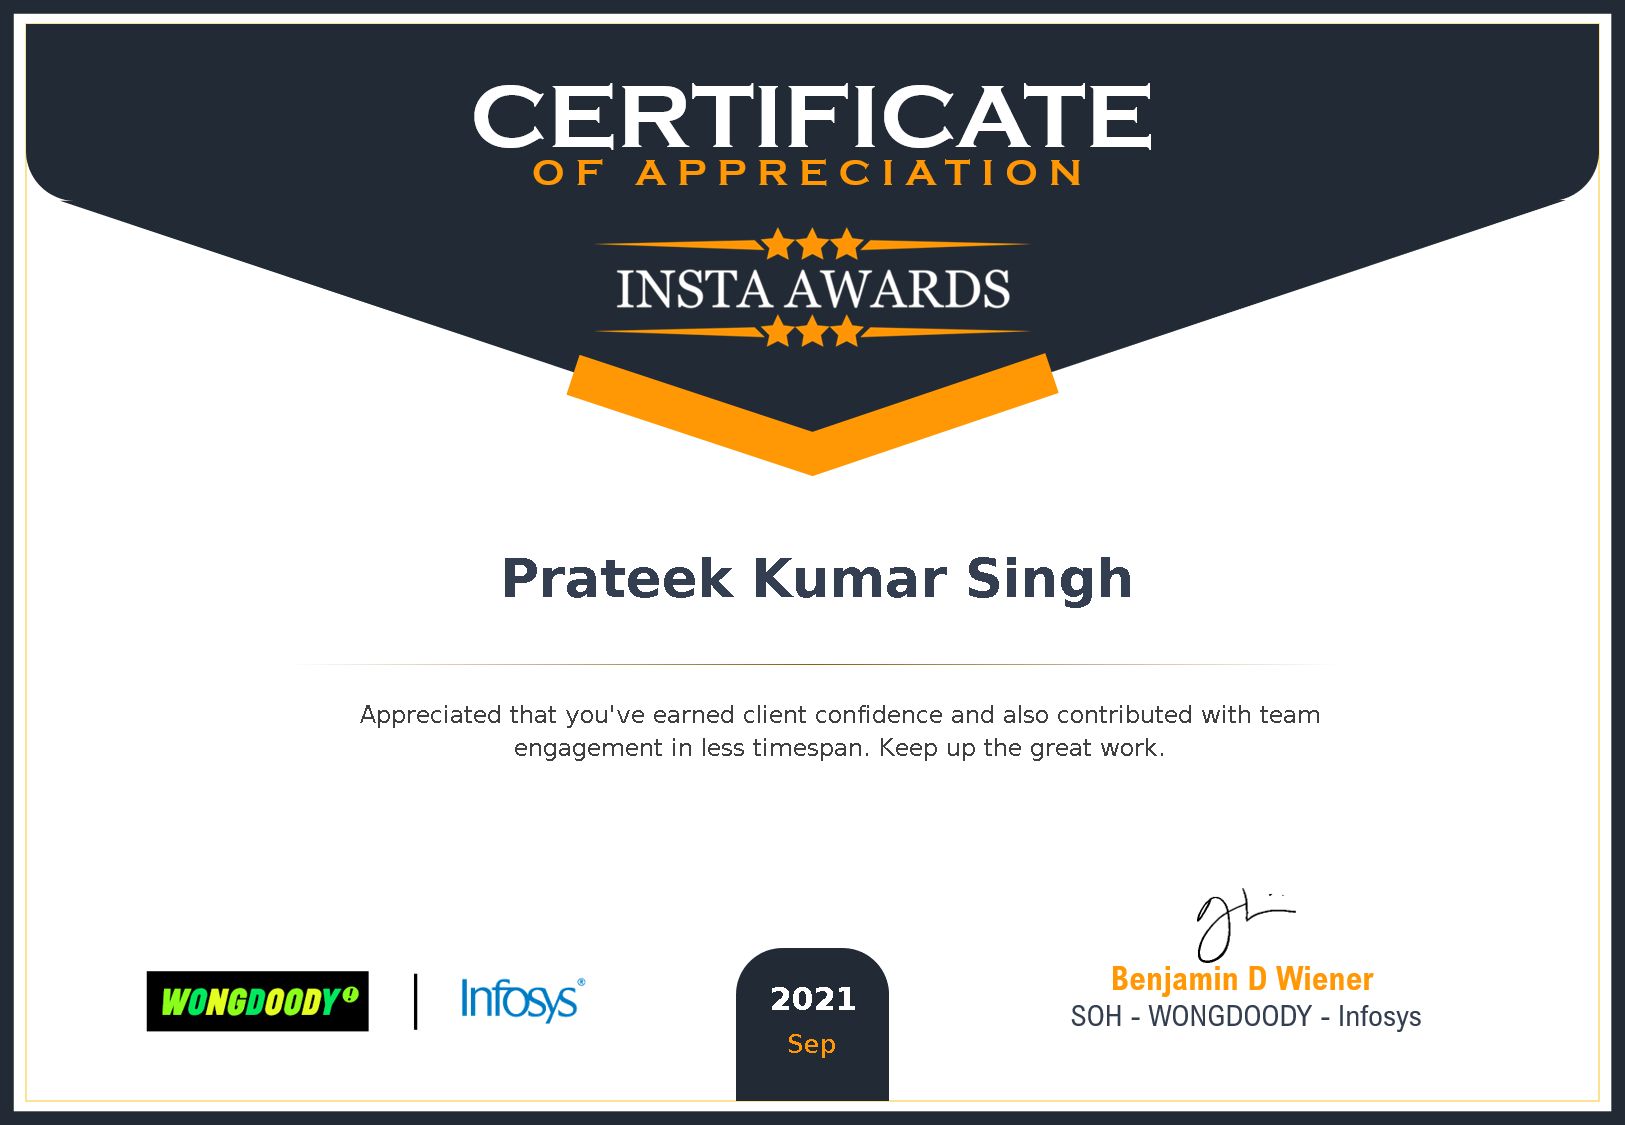 CERTIFICATE
OF APPRECIATION
INSTA AWARDS
Prateek Kumar Singh
Appreciated that you've earned client confidence and also contributed with team
engagement in less timespan. Keep up the great work.
WONGDOODY!
Infosys®
2021
Sep
Benjamin D Wiener
SOH - WONGDOODY - Infosys